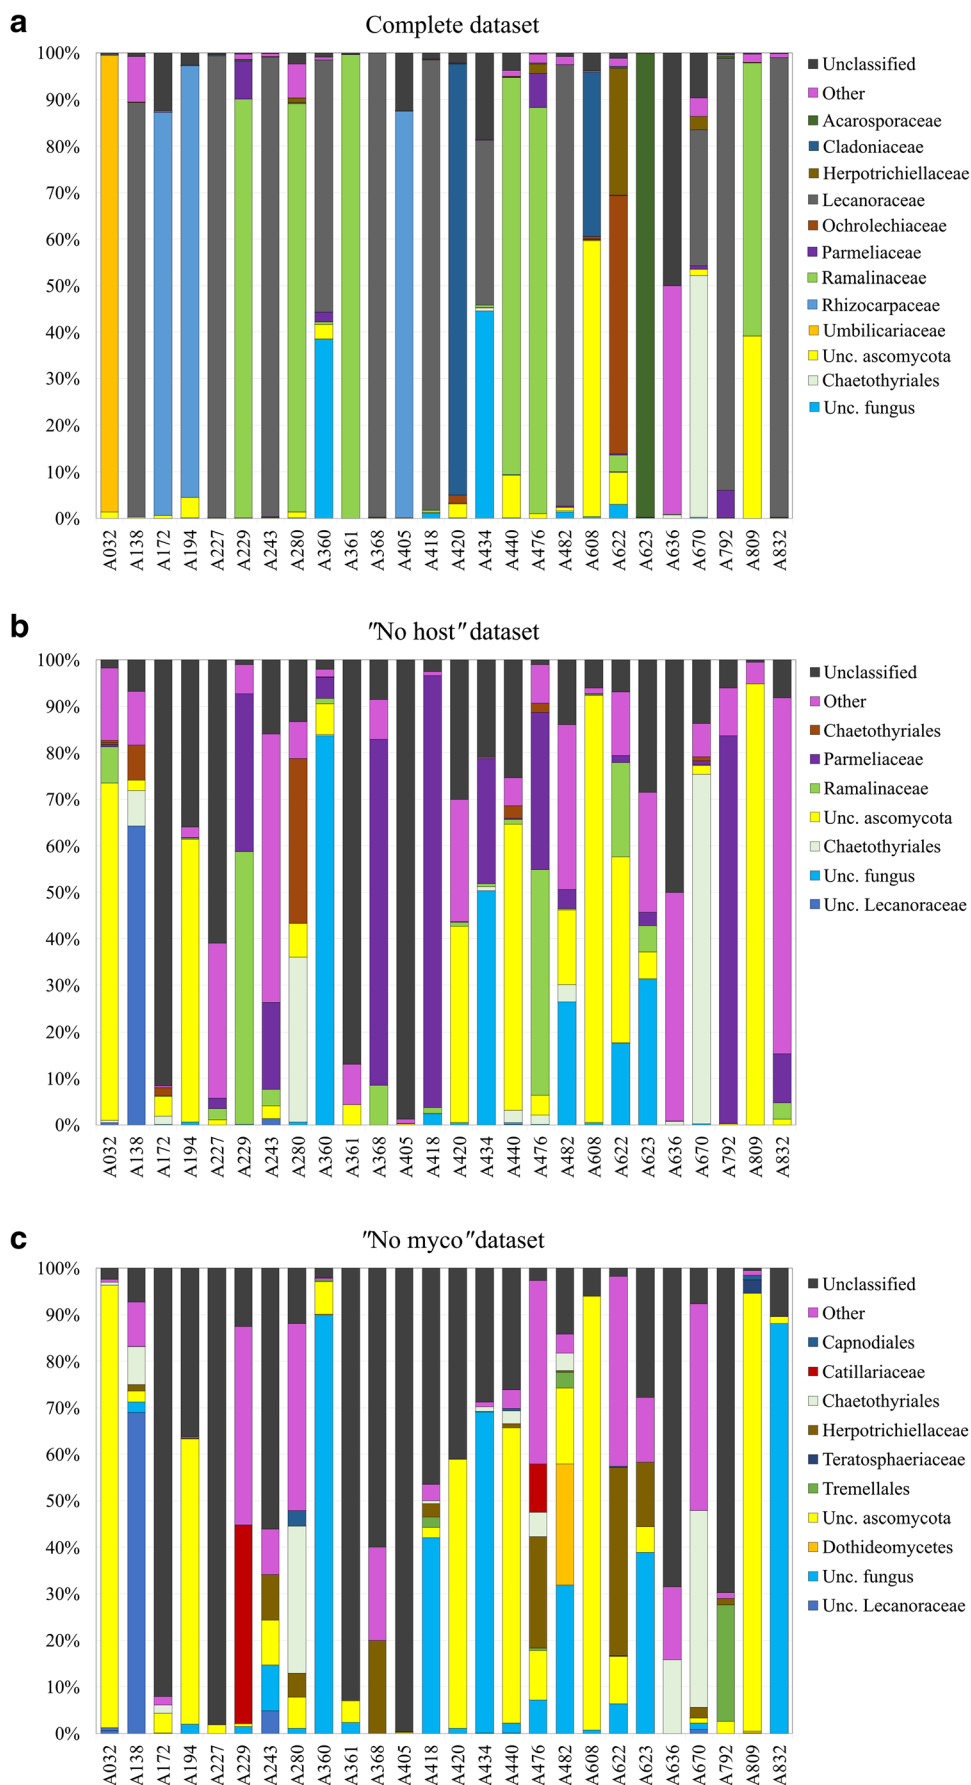 a
Complete dataset
100%
90%
80%
70%
60%
50%
40%
30%
20%
10%
0%
A032 A138 A172 A194 A227 A229 A243 A280 A360 A361 A368 A405 A418 A420 A434 A440 A476 A482 A608 A622 A623 A636 A670 A792 A809 A832
Unclassified
Other
Acarosporaceae
Cladoniaceae
Herpotrichiellaceae
Lecanoraceae
Ochrolechiaceae
Parmeliaceae
Ramalinaceae
Rhizocarpaceae
Umbilicariaceae
Unc. ascomycota
Chaetothyriales
Unc. fungus
b
"No host" dataset
100%
90%
80%
70%
60%
50%
40%
30%
20%
10%
0%
A032 A138 A172 A194 A227 A229 A243 A280 A360 A361 A368 A405 A418 A420 A434 A440 A476 A482 A608 A622 A623 A636 A670 A792 A809 A832
Unclassified
Other
Chaetothyriales
Parmeliaceae
Ramalinaceae
Unc. ascomycota
Chaetothyriales
Unc. fungus
Unc. Lecanoraceae
c
"No myco" dataset
100%
90%
80%
70%
60%
50%
40%
30%
20%
10%
0%
A032 A138 A172 A194 A227 A229 A243 A280 A360 A361 A368 A405 A418 A420 A434 A440 A476 A482 A608 A622 A623 A636 A670 A792 A809 A832
Unclassified
Other
Capnodiales
Catillariaceae
Chaetothyriales
Herpotrichiellaceae
Teratosphaeriaceae
Tremellales
Unc. ascomycota
Dothideomycetes
Unc. fungus
Unc. Lecanoraceae